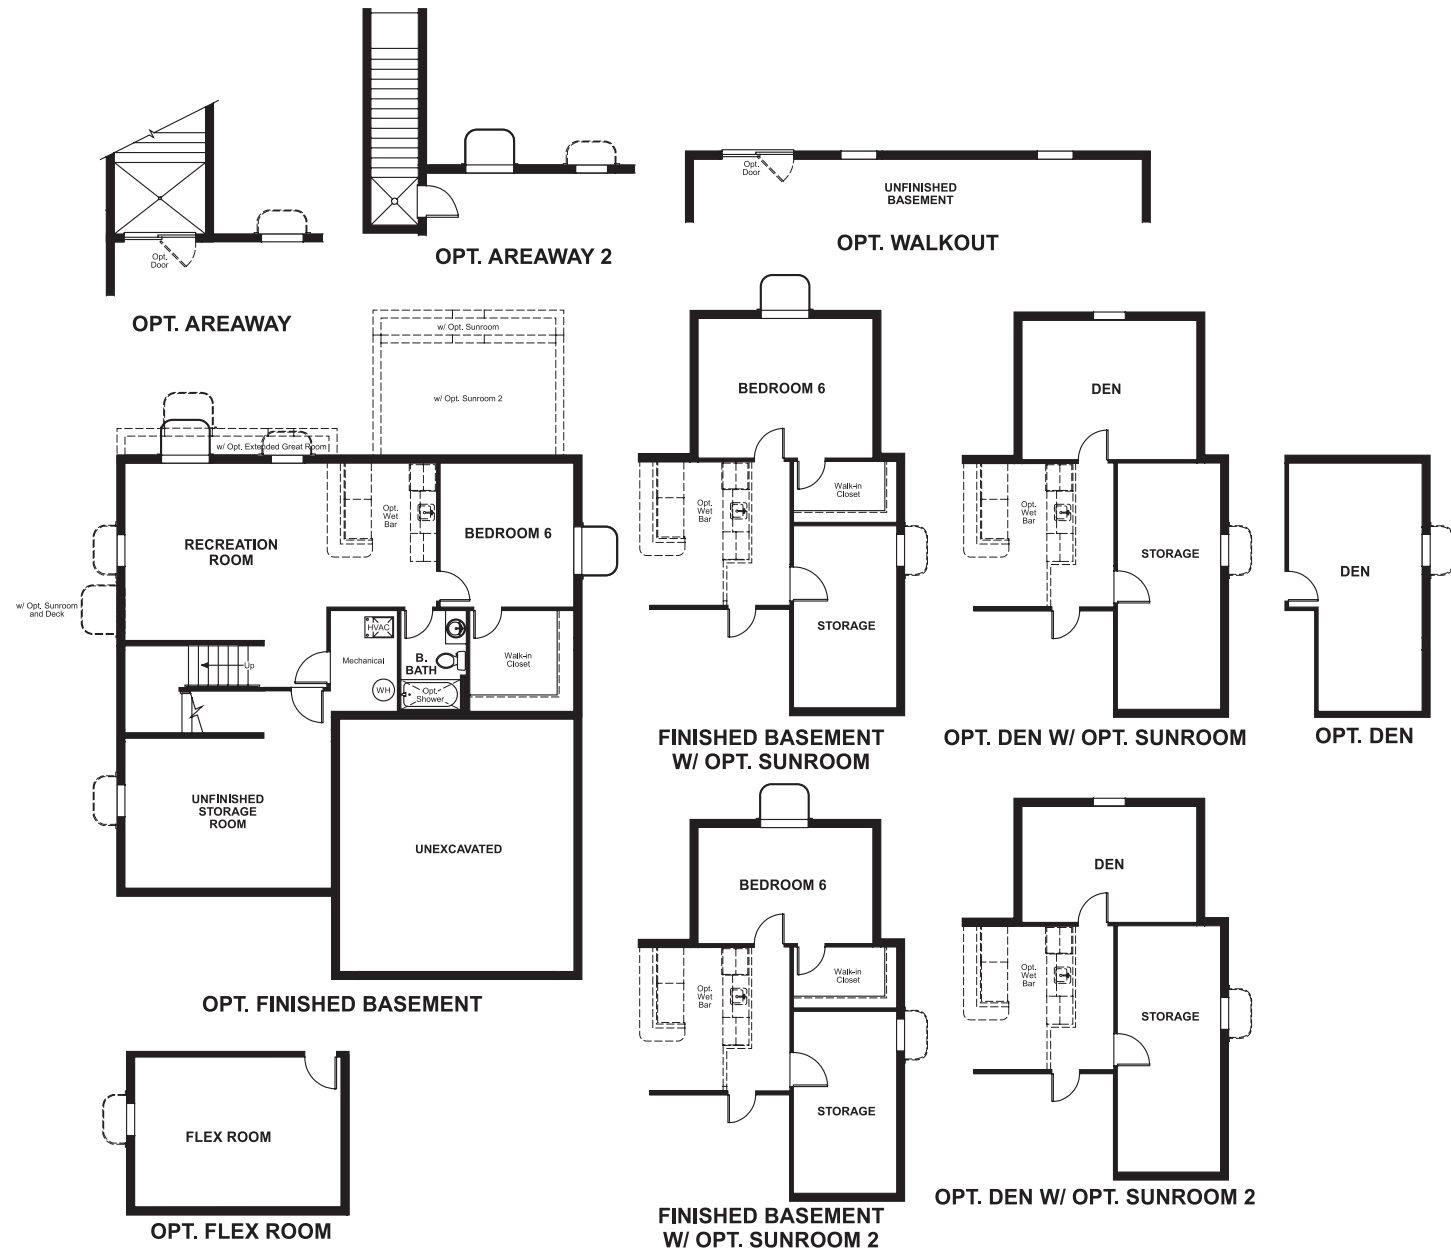 Opt.
Door
OPT. AREAWAY
OPT. AREAWAY 2
Opt.
Door
UNFINISHED
BASEMENT
OPT. WALKOUT
w/ Opt. Sunroom
w/ Opt. Sunroom 2
w/ Opt. Extended Great Room
RECREATION
ROOM
Opt.
Wet
Bar
BEDROOM 6
w/ Opt. Sunroom
and Deck
HVAC
Mechanical
WH
B.
BATH
Opt.
Shower
Walk-in
Closet
Up
UNFINISHED
STORAGE
ROOM
UNEXCAVATED
OPT. FINISHED BASEMENT
BEDROOM 6
Opt.
Wet
Bar
Walk-in
Closet
STORAGE
FINISHED BASEMENT
W/ OPT. SUNROOM
DEN
Opt.
Wet
Bar
STORAGE
OPT. DEN W/ OPT. SUNROOM
DEN
OPT. DEN
FLEX ROOM
OPT. FLEX ROOM
BEDROOM 6
Opt.
Wet
Bar
Walk-in
Closet
STORAGE
FINISHED BASEMENT
W/ OPT. SUNROOM 2
DEN
Opt.
Wet
Bar
STORAGE
OPT. DEN W/ OPT. SUNROOM 2